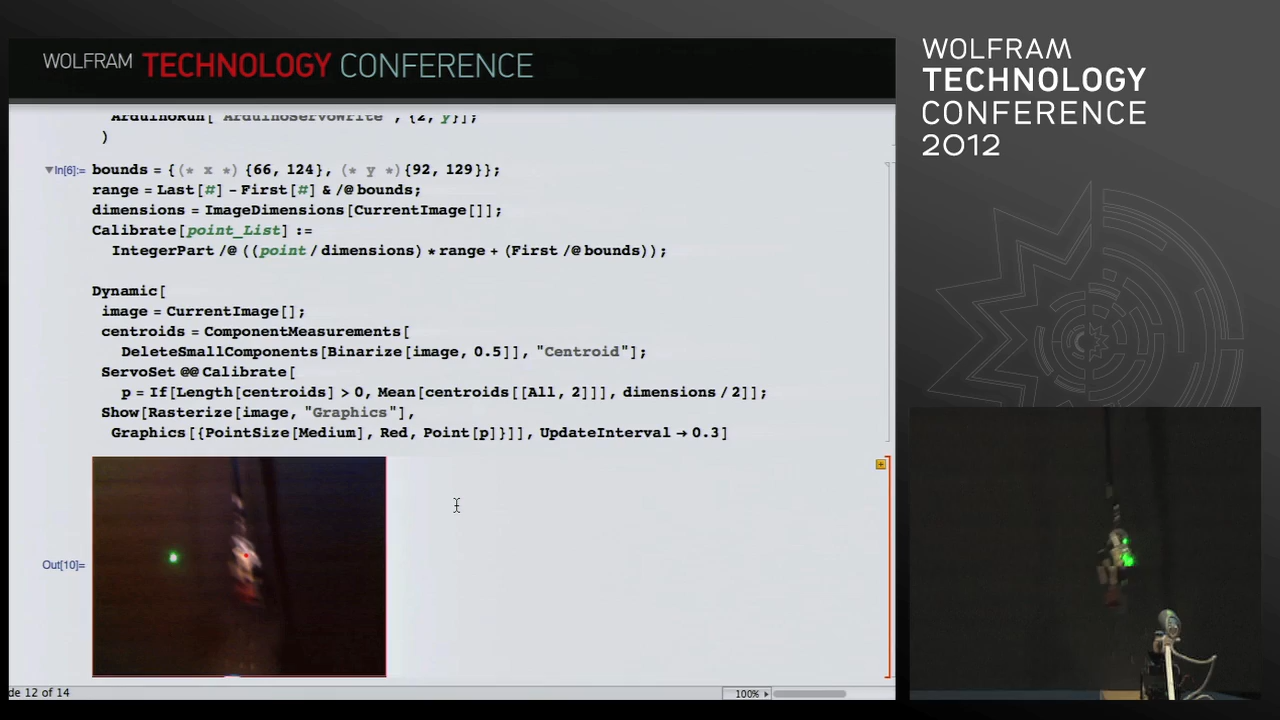 WOLFRAM TECHNOLOGY CONFERENCE
WOLFRAM
TECHNOLOGY
CONFERENCE
2012
ArduinoRun["ArduinoServoWrite", {2, y}];
)
In[6]:= bounds = {(* x *) {66, 124}, (* y *) {92, 129}};
range = Last[#] - First[#] & /@ bounds;
dimensions = ImageDimensions[CurrentImage[]];
Calibrate[point_List] :=
IntegerPart /@ ((point / dimensions) * range + (First /@ bounds));
Dynamic[
image = CurrentImage[];
centroids = ComponentMeasurements[
DeleteSmallComponents[Binarize[image, 0.5]], "Centroid"];
ServoSet @@ Calibrate[
p = If[Length[centroids] > 0, Mean[centroids[[All, 2]]], dimensions / 2]];
Show[Rasterize[image, "Graphics"],
Graphics[{PointSize[Medium], Red, Point[p]}]], UpdateInterval → 0.3]
Out[10]=
de 12 of 14
100%